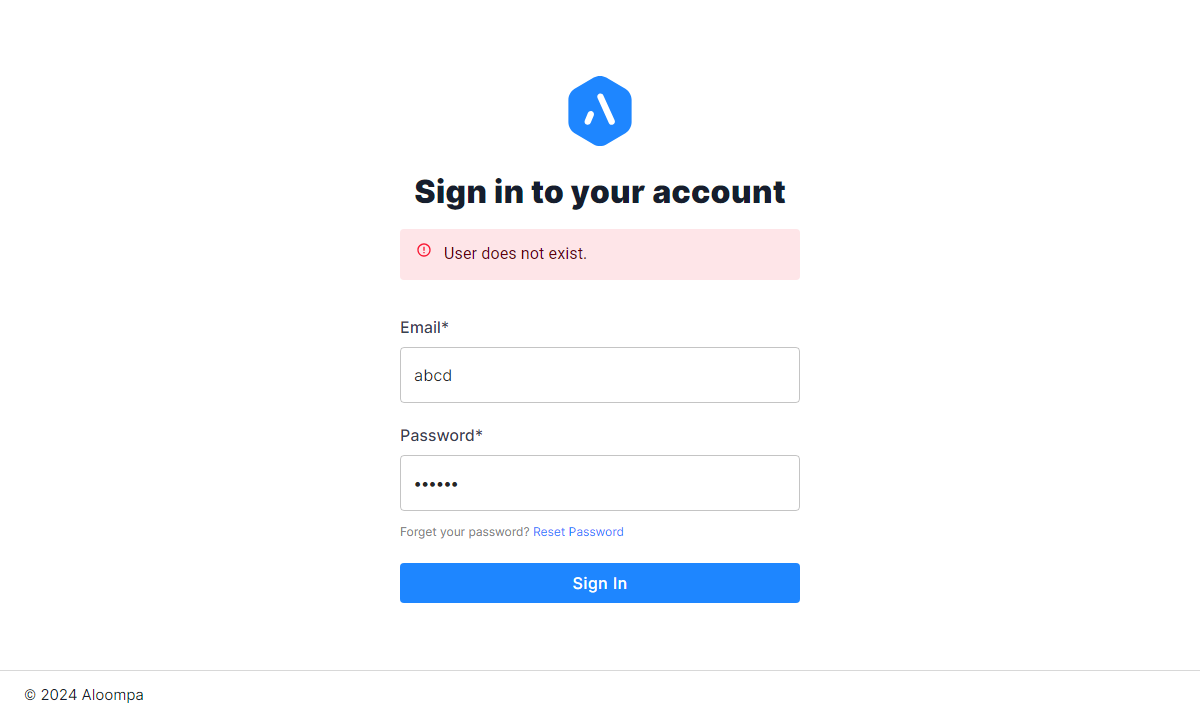 Sign in to your account
User does not exist.
Email*
abcd
Password*
••••••
Forget your password? Reset Password
Sign In
© 2024 Aloompa